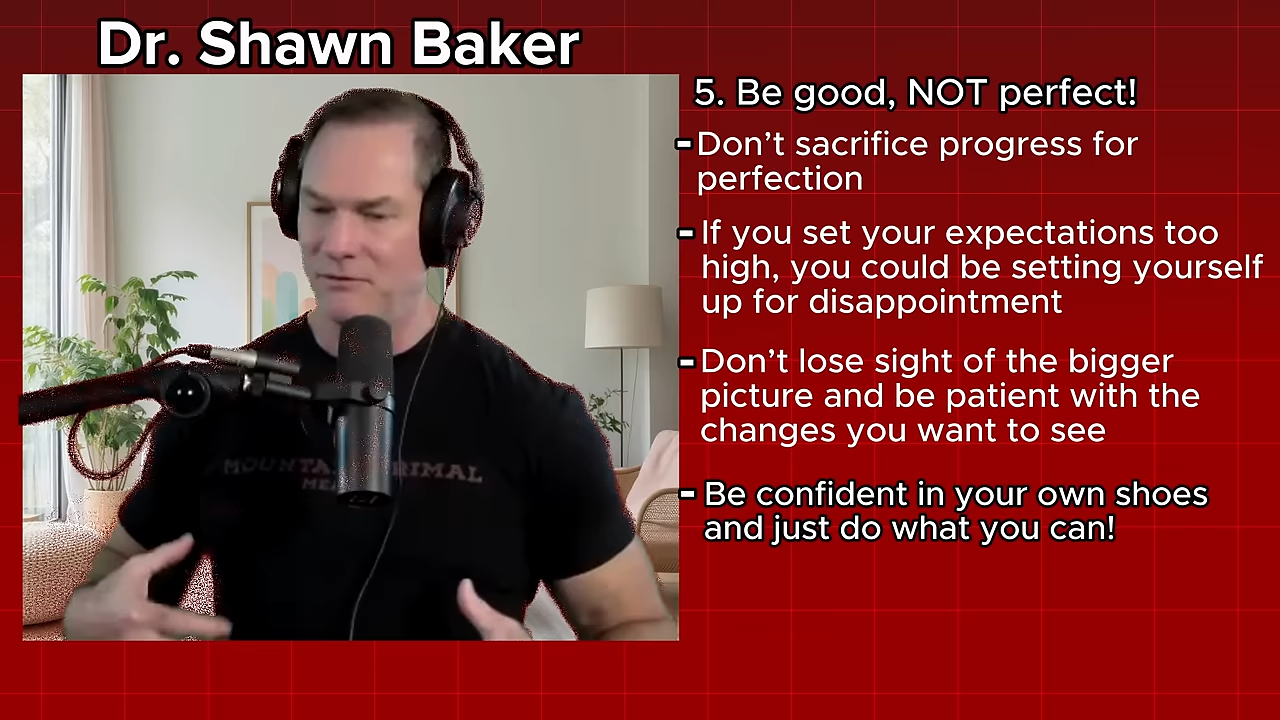 Dr. Shawn Baker
5. Be good, NOT perfect!
-Don’t sacrifice progress for
perfection
-If you set your expectations too
high, you could be setting yourself
up for disappointment
-Don’t lose sight of the bigger
picture and be patient with the
changes you want to see
-Be confident in your own shoes
and just do what you can!